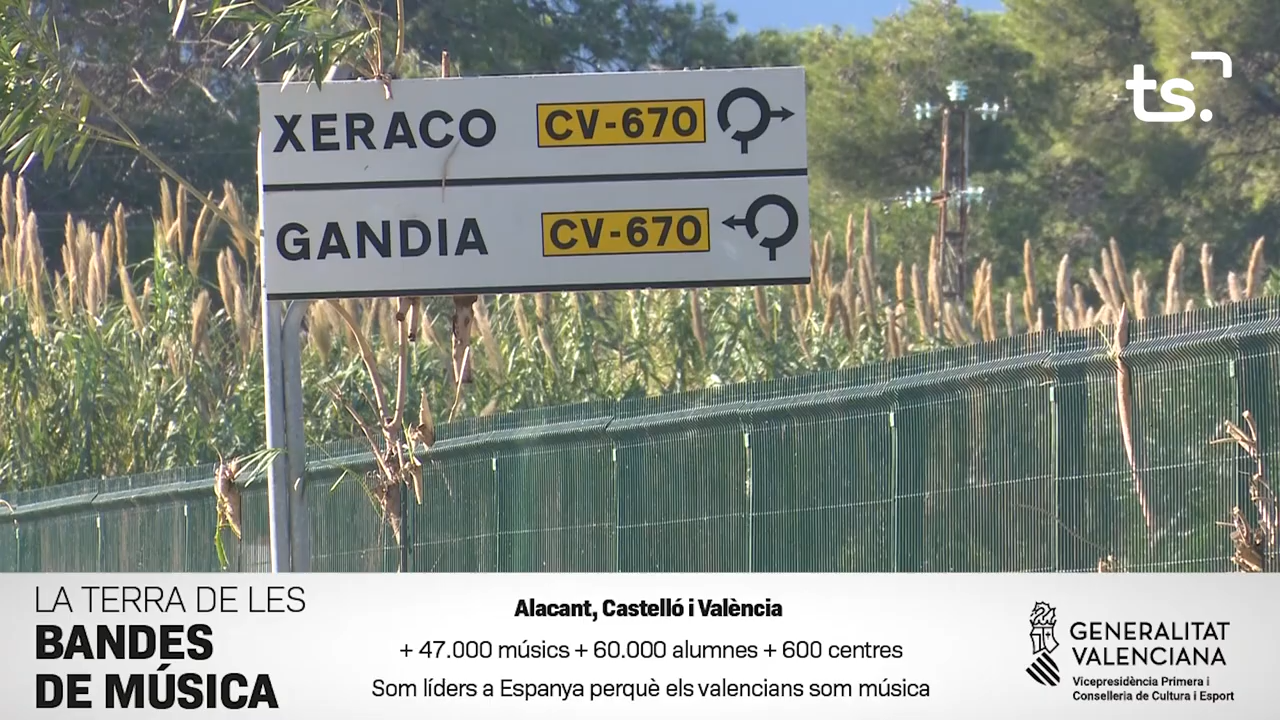 ts.
XERACO CV-670
GANDIA CV-670
LA TERRA DE LES
BANDES
DE MÚSICA
Alacant, Castelló i València
+ 47.000 músics + 60.000 alumnes + 600 centres
Som líders a Espanya perquè els valencians som música
GENERALITAT
VALENCIANA
Vicepresidència Primera i
Conselleria de Cultura i Esport